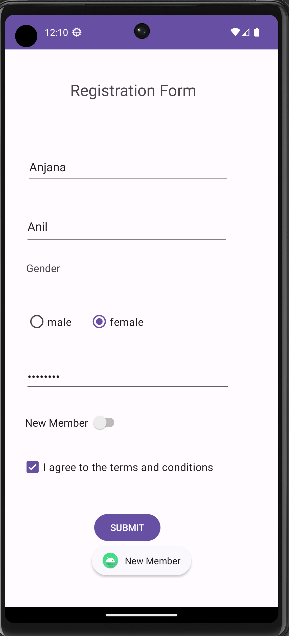 12:10
Registration Form
Anjana
Anil
Gender
male female
••••••••
New Member
I agree to the terms and conditions
SUBMIT
New Member